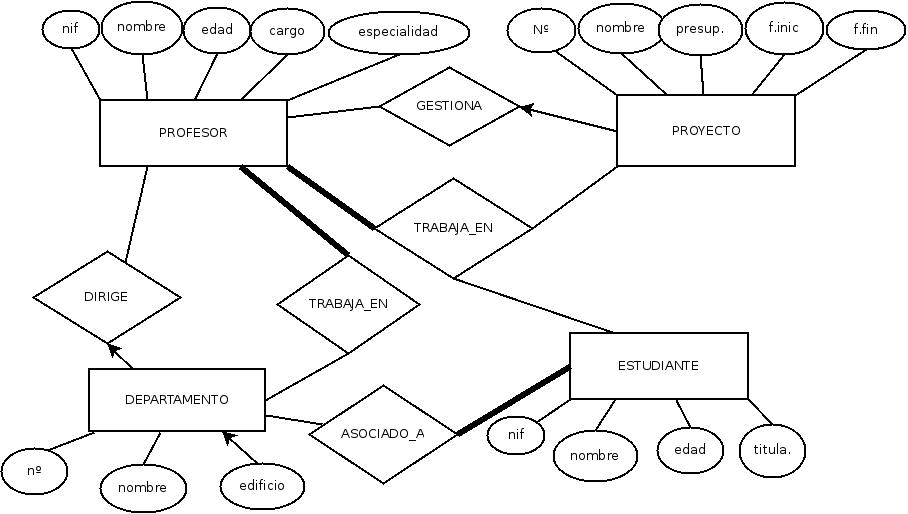 nif
nombre
edad
cargo
especialidad
Nº
nombre
presup.
f.inic
f.fin
GESTIONA
PROFESOR
PROYECTO
TRABAJA_EN
DIRIGE
TRABAJA_EN
ESTUDIANTE
DEPARTAMENTO
ASOCIADO_A
nif
nombre
edad
titula.
nº
nombre
edificio